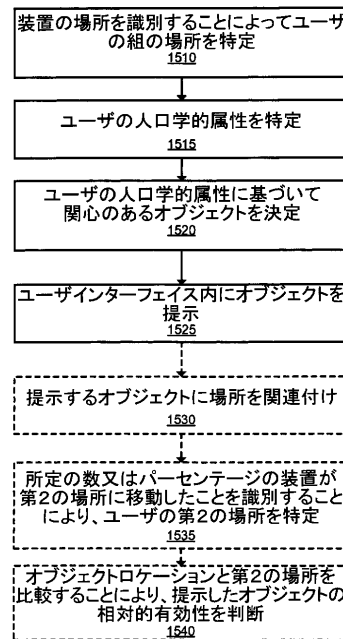 装置の場所を識別することによってユーザ
の組の場所を特定
1510
ユーザの人口学的属性を特定
1515
ユーザの人口学的属性に基づいて
関心のあるオブジェクトを決定
1520
ユーザインターフェイス内にオブジェクトを
提示
1525
提示するオブジェクトに場所を関連付け
1530
所定の数又はパーセンテージの装置が
第2の場所に移動したことを識別すること
により、ユーザの第2の場所を特定
1535
オブジェクトロケーションと第2の場所を
比較することにより、提示したオブジェクトの
相対的有効性を判断
1540